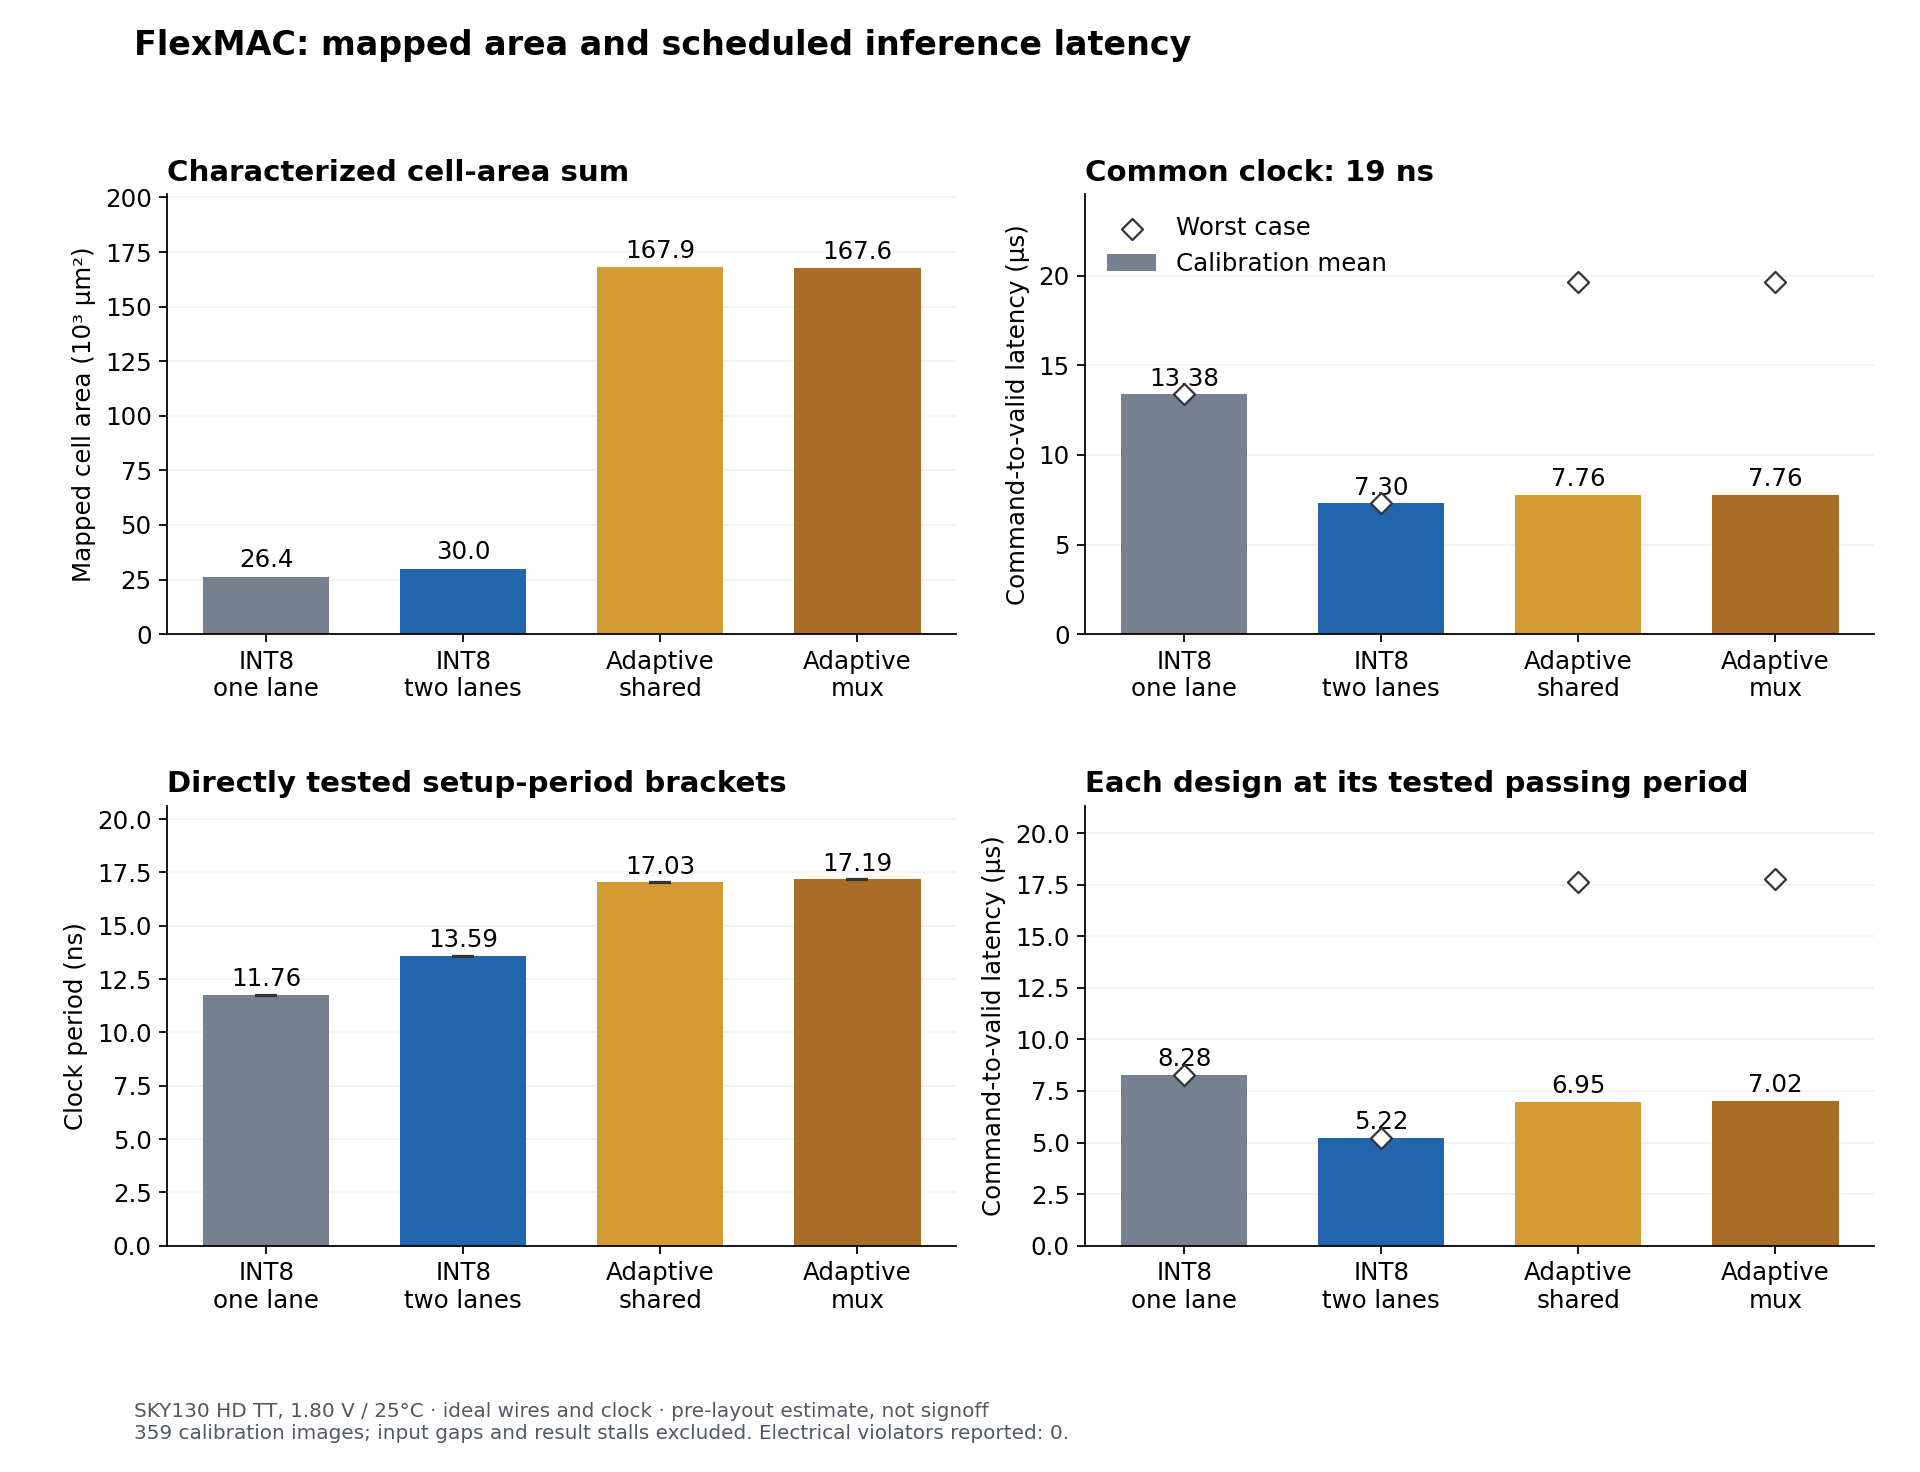 FlexMAC: mapped area and scheduled inference latency
Characterized cell-area sum
Mapped cell area (10³ µm²)
200
175
150
125
100
75
50
25
0
26.4
30.0
167.9
167.6
INT8
one lane
INT8
two lanes
Adaptive
shared
Adaptive
mux
Common clock: 19 ns
Command-to-valid latency (µs)
Worst case
Calibration mean
20
15
10
5
0
13.38
7.30
7.76
7.76
INT8
one lane
INT8
two lanes
Adaptive
shared
Adaptive
mux
Directly tested setup-period brackets
Clock period (ns)
20.0
17.5
15.0
12.5
10.0
7.5
5.0
2.5
0.0
11.76
13.59
17.03
17.19
INT8
one lane
INT8
two lanes
Adaptive
shared
Adaptive
mux
Each design at its tested passing period
Command-to-valid latency (µs)
20.0
17.5
15.0
12.5
10.0
7.5
5.0
2.5
0.0
8.28
5.22
6.95
7.02
INT8
one lane
INT8
two lanes
Adaptive
shared
Adaptive
mux
SKY130 HD TT, 1.80 V / 25°C · ideal wires and clock · pre-layout estimate, not signoff
359 calibration images; input gaps and result stalls excluded. Electrical violators reported: 0.